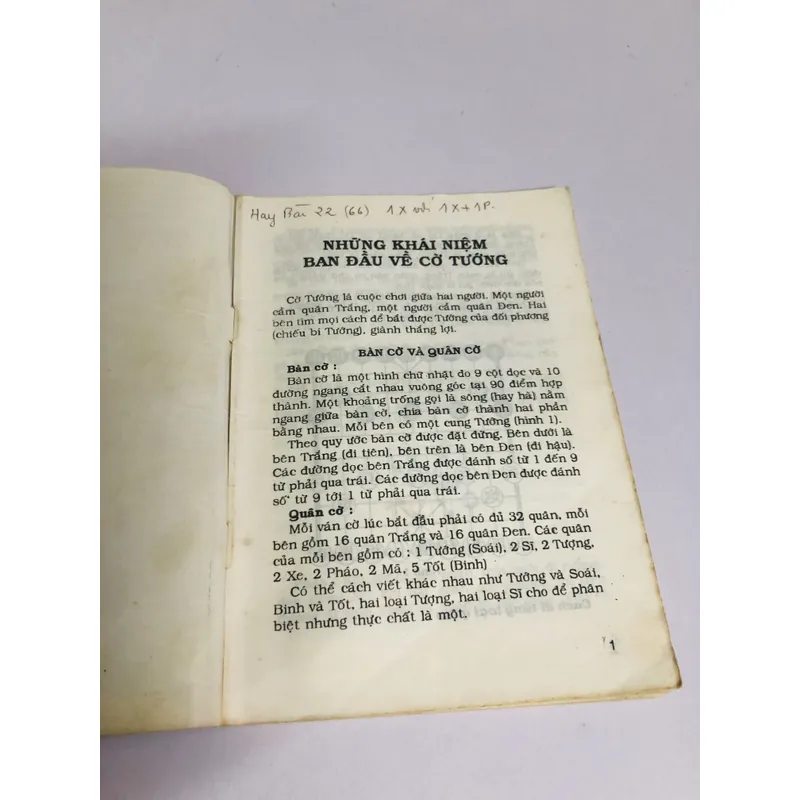 Hay Bài 22 (66) 1X với 1X+1P.
NHỮNG KHÁI NIỆM
BAN ĐẦU VỀ CỜ TƯỚNG
Cờ Tướng là cuộc chơi giữa hai người. Một người
cầm quân Trắng, một người cầm quân Đen. Hai
bên tìm mọi cách để bắt được Tướng của đối phương
(chiếu bí Tướng), giành thắng lợi.
BÀN CỜ VÀ QUÂN CỜ
Bàn cờ :
Bàn cờ là một hình chữ nhật do 9 cột dọc và 10
đường ngang cắt nhau vuông góc tại 90 điểm hợp
thành. Một khoảng trống gọi là sông (hay hà) nằm
ngang giữa bàn cờ, chia bàn cờ thành hai phần
bằng nhau. Mỗi bên có một cung Tướng (hình 1).
Theo quy ước bàn cờ được đặt đứng. Bên dưới là
bên Trắng (đi tiên), bên trên là bên Đen (đi hậu).
Các đường dọc bên Trắng được đánh số từ 1 đến 9
từ phải qua trái. Các đường dọc bên Đen được đánh
số từ 9 tới 1 từ phải qua trái.
Quân cờ :
Mỗi ván cờ lúc bắt đầu phải có đủ 32 quân, mỗi
bên gồm 16 quân Trắng và 16 quân Đen. Các quân
của mỗi bên gồm có : 1 Tướng (Soái), 2 Sĩ, 2 Tượng,
2 Xe, 2 Pháo, 2 Mã, 5 Tốt (Binh)
Có thể cách viết khác nhau như Tướng và Soái,
Binh và Tốt, hai loại Tượng, hai loại Sĩ cho dể phân
biệt nhưng thực chất là một.
1